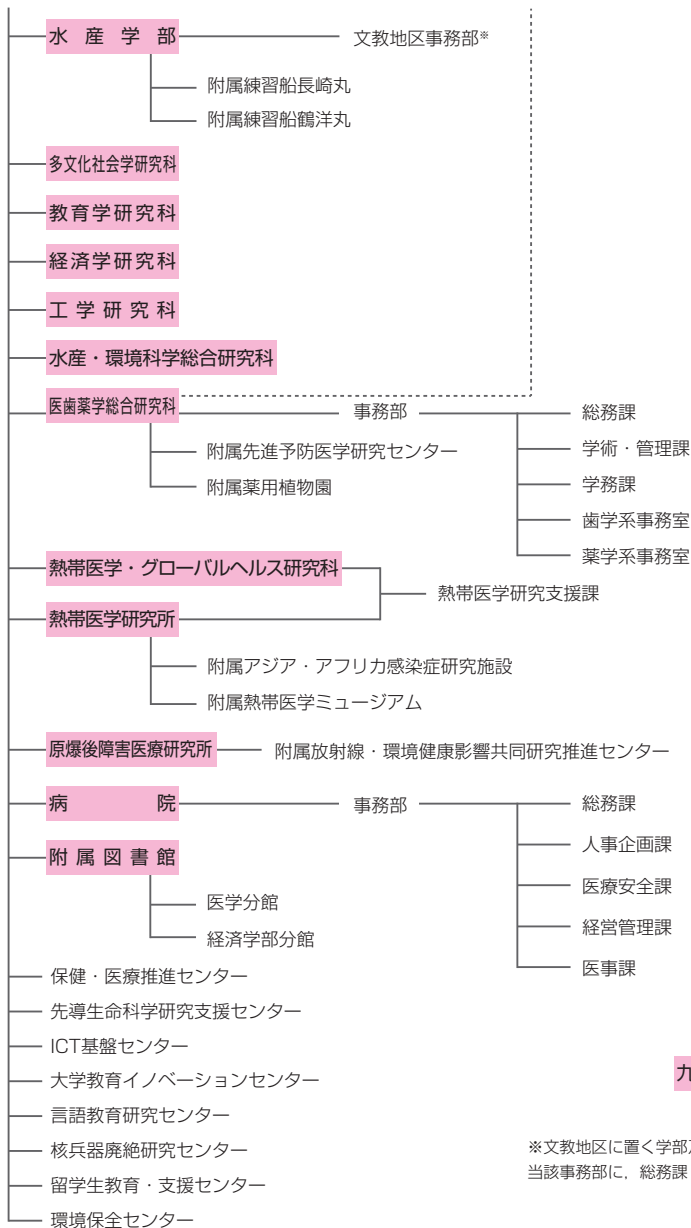 水産学部
文教地区事務部※
附属練習船長崎丸
附属練習船鶴洋丸
多文化社会学研究科
教育学研究科
経済学研究科
工学研究科
水産・環境科学総合研究科
医歯薬学総合研究科
事務部
総務課
学術・管理課
学務課
歯学系事務室
薬学系事務室
附属先進予防医学研究センター
附属薬用植物園
熱帯医学・グローバルヘルス研究科
熱帯医学研究支援課
熱帯医学研究所
附属アジア・アフリカ感染症研究施設
附属熱帯医学ミュージアム
原爆後障害医療研究所
附属放射線・環境健康影響共同研究推進センター
病院
事務部
総務課
人事企画課
医療安全課
経営管理課
医事課
附属図書館
医学分館
経済学部分館
保健・医療推進センター
先導生命科学研究支援センター
ICT基盤センター
大学教育イノベーションセンター
言語教育研究センター
核兵器廃絶研究センター
留学生教育・支援センター
環境保全センター
九
※文教地区に置く学部
当該事務部に，総務課